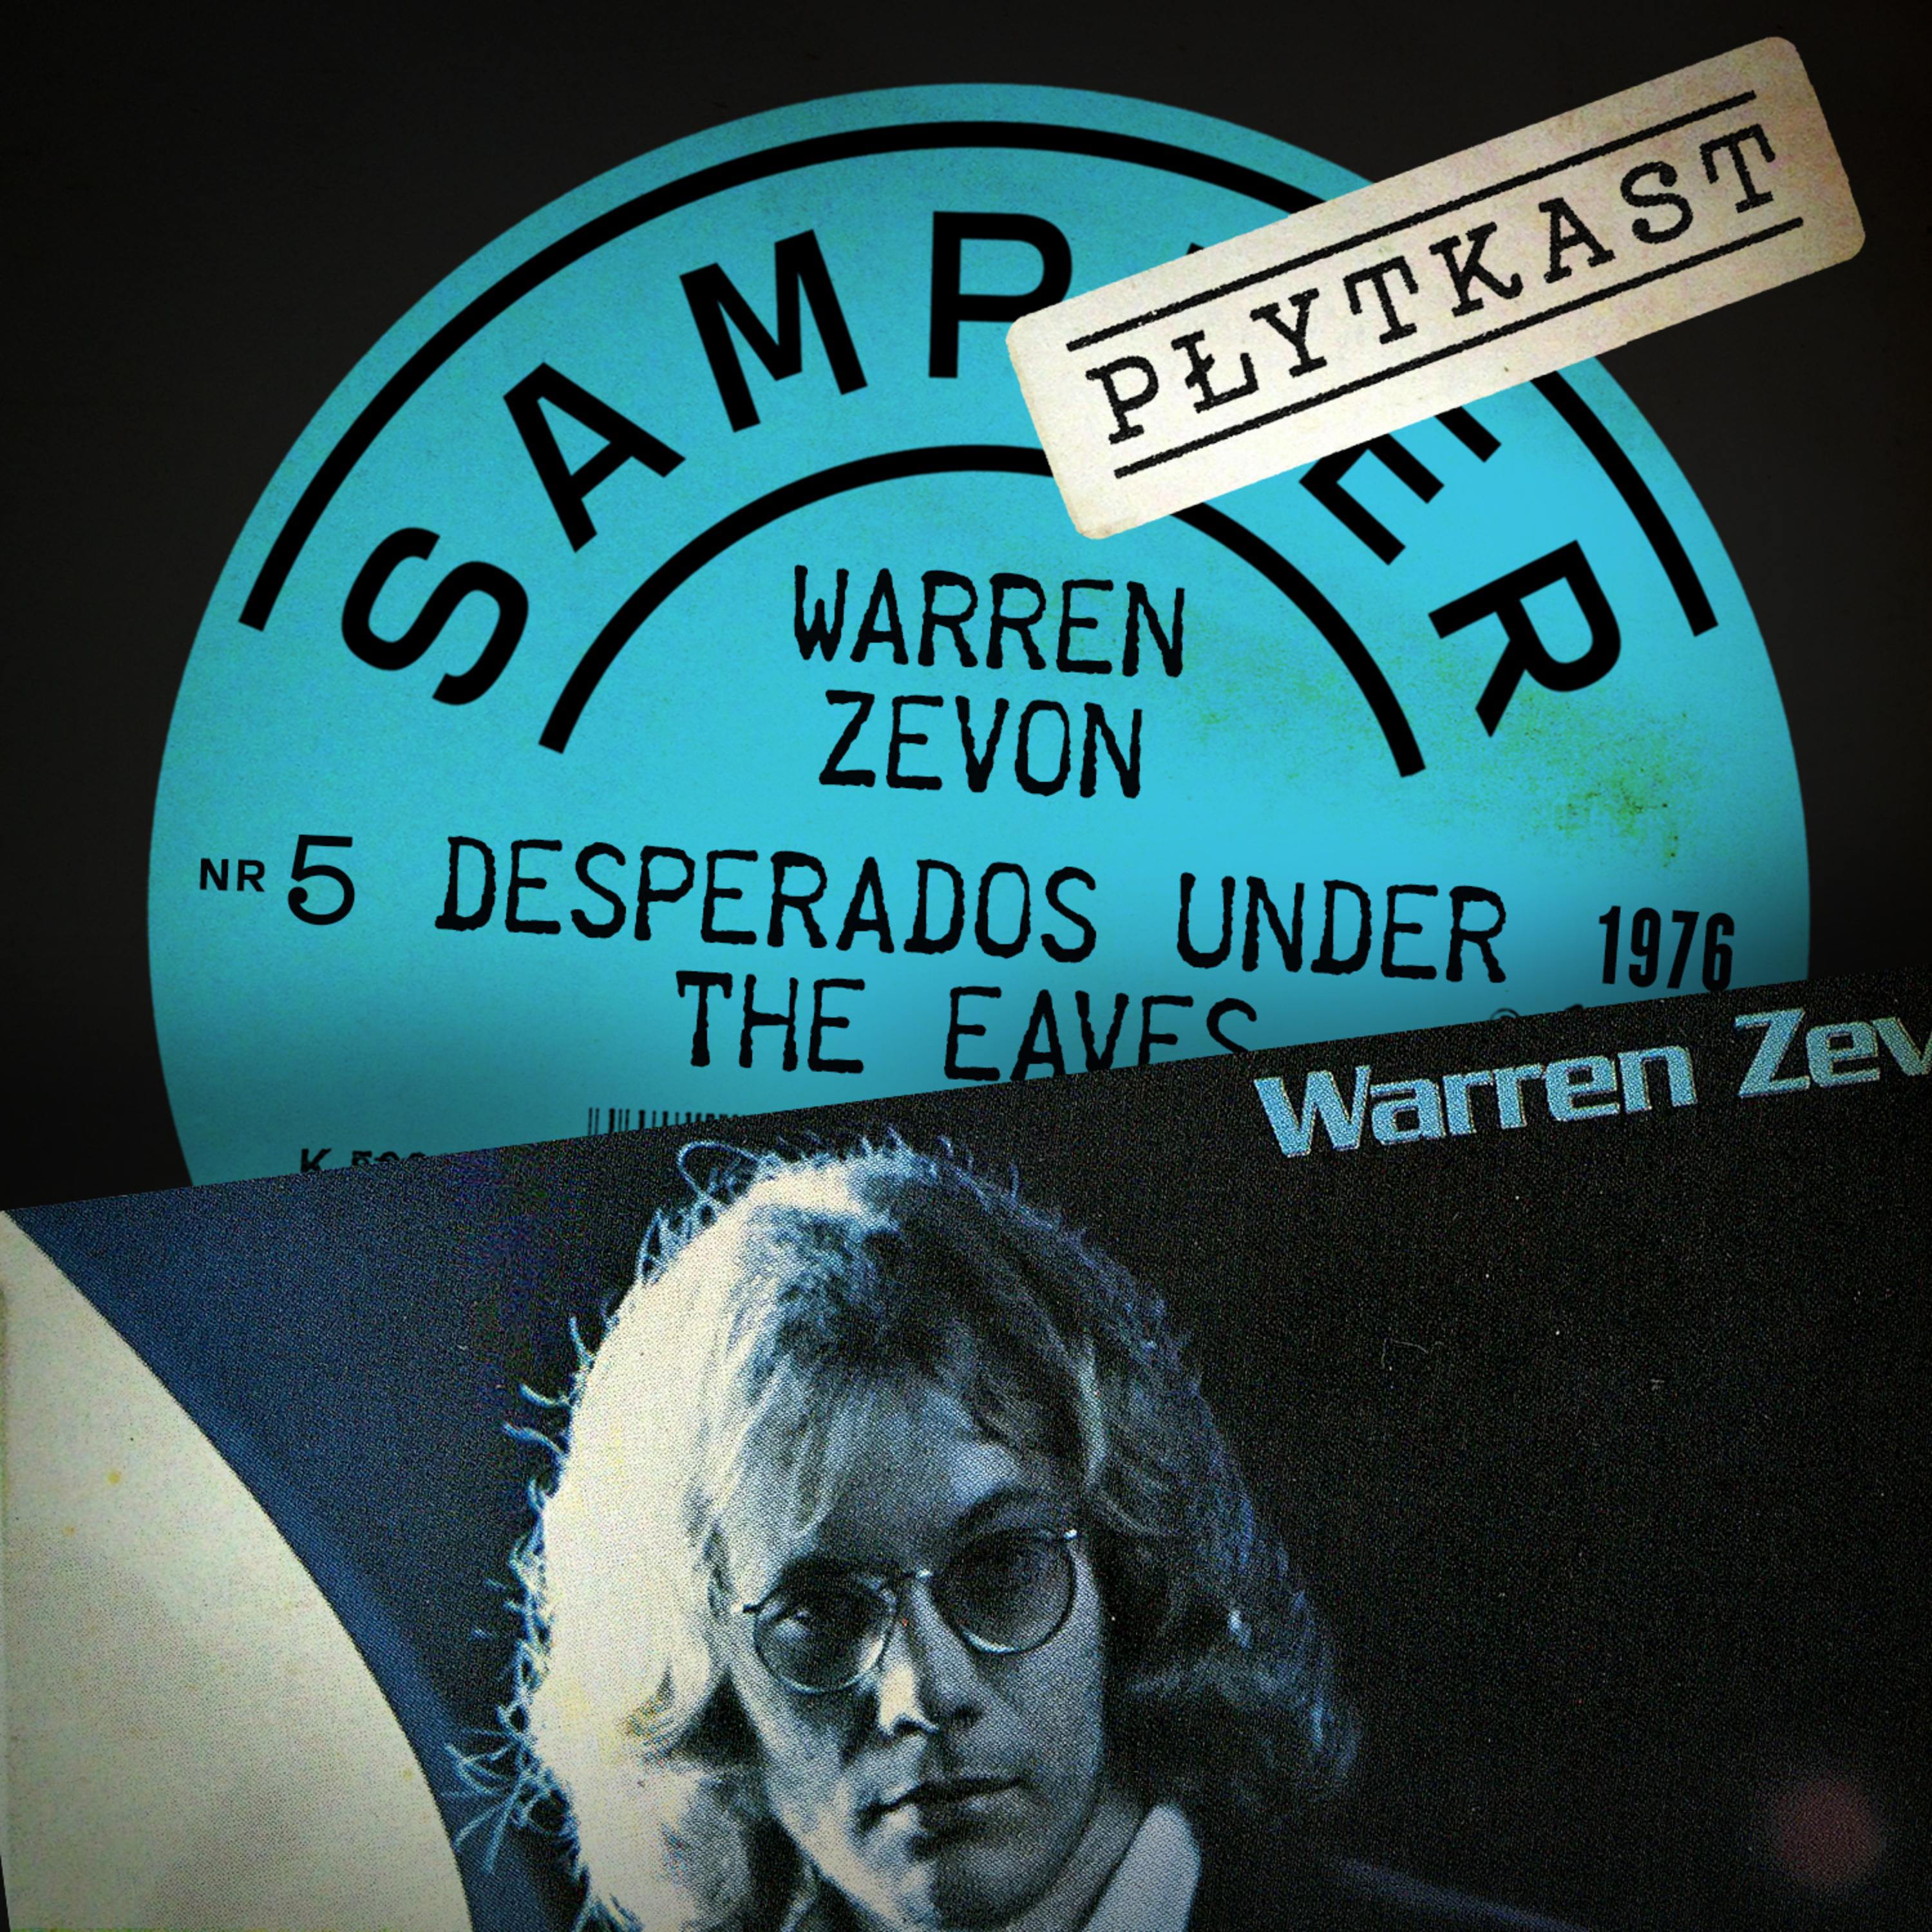 PŁYTKAST
SAMP ER
WARREN
ZEVON
NR 5
DESPERADOS UNDER
THE EAVES
1976
K
Warren Zev